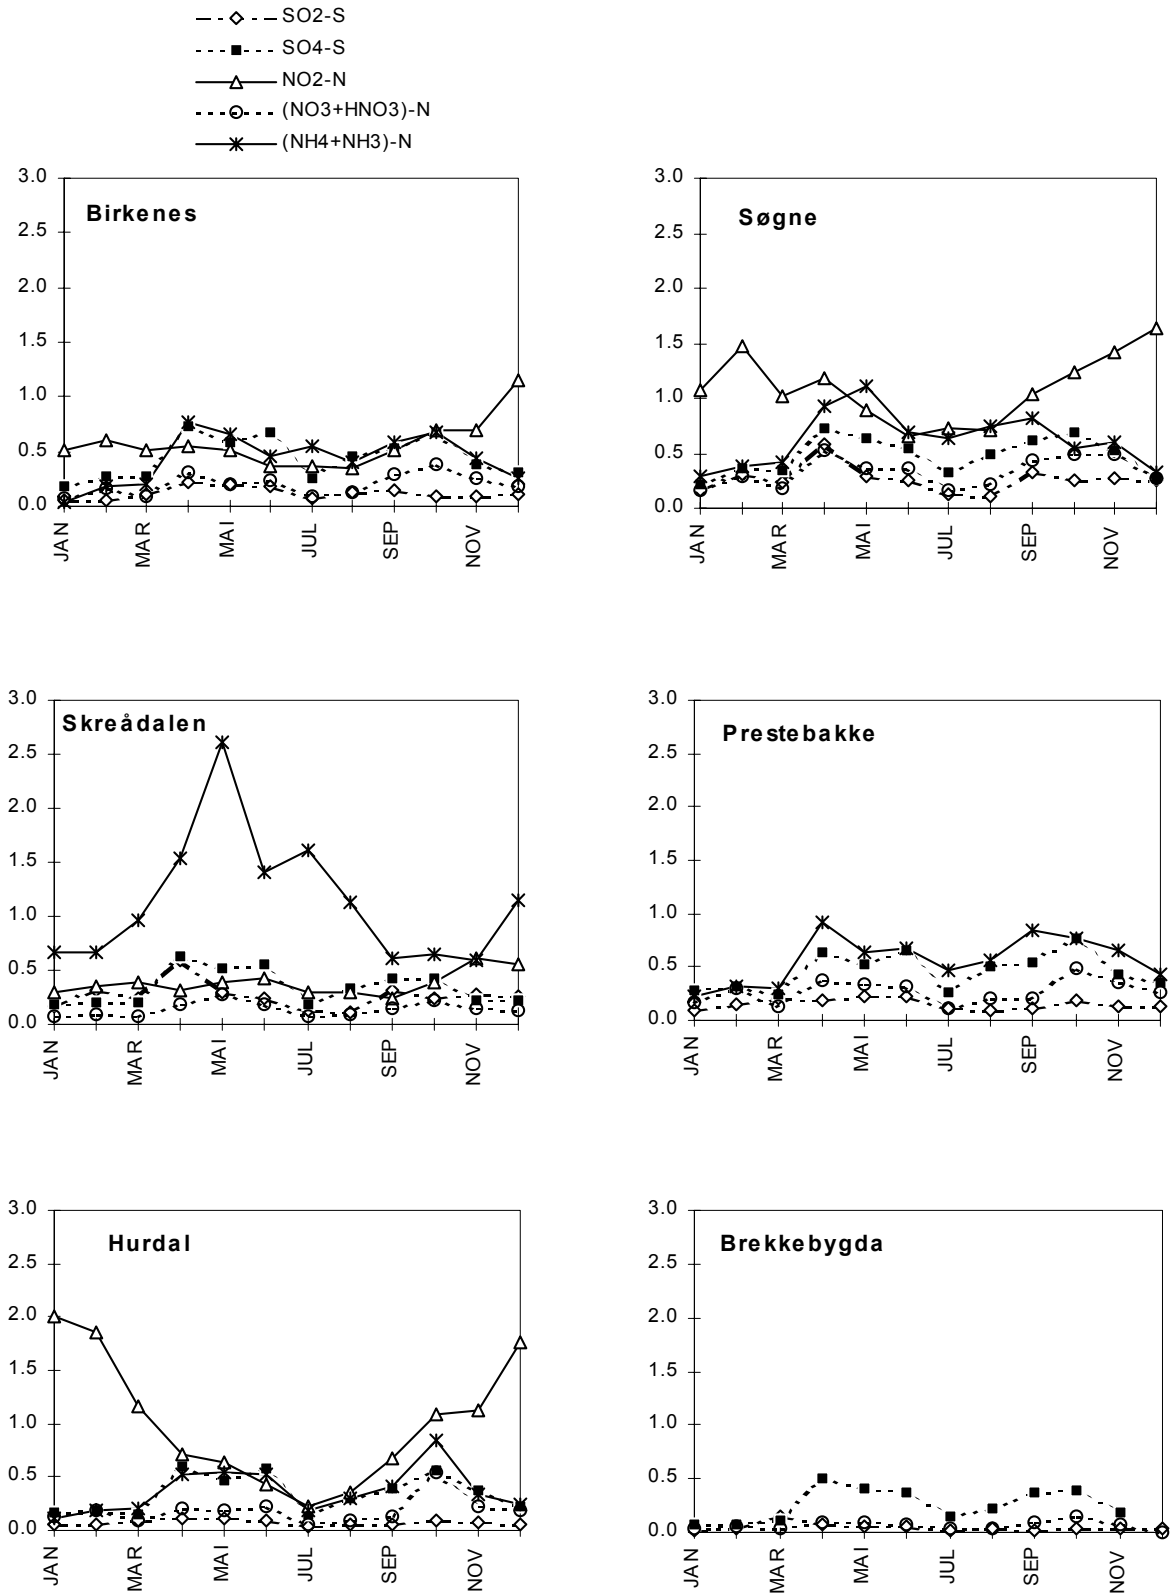 SO2-S
SO4-S
NO2-N
(NO3+HNO3)-N
(NH4+NH3)-N
Birkenes
3.0
2.5
2.0
1.5
1.0
0.5
0.0
JAN
MAR
MAI
JUL
SEP
NOV
Søgne
3.0
2.5
2.0
1.5
1.0
0.5
0.0
JAN
MAR
MAI
JUL
SEP
NOV
Skreådalen
3.0
2.5
2.0
1.5
1.0
0.5
0.0
JAN
MAR
MAI
JUL
SEP
NOV
Prestebakke
3.0
2.5
2.0
1.5
1.0
0.5
0.0
JAN
MAR
MAI
JUL
SEP
NOV
Hurdal
3.0
2.5
2.0
1.5
1.0
0.5
0.0
JAN
MAR
MAI
JUL
SEP
NOV
Brekkebygda
3.0
2.5
2.0
1.5
1.0
0.5
0.0
JAN
MAR
MAI
JUL
SEP
NOV